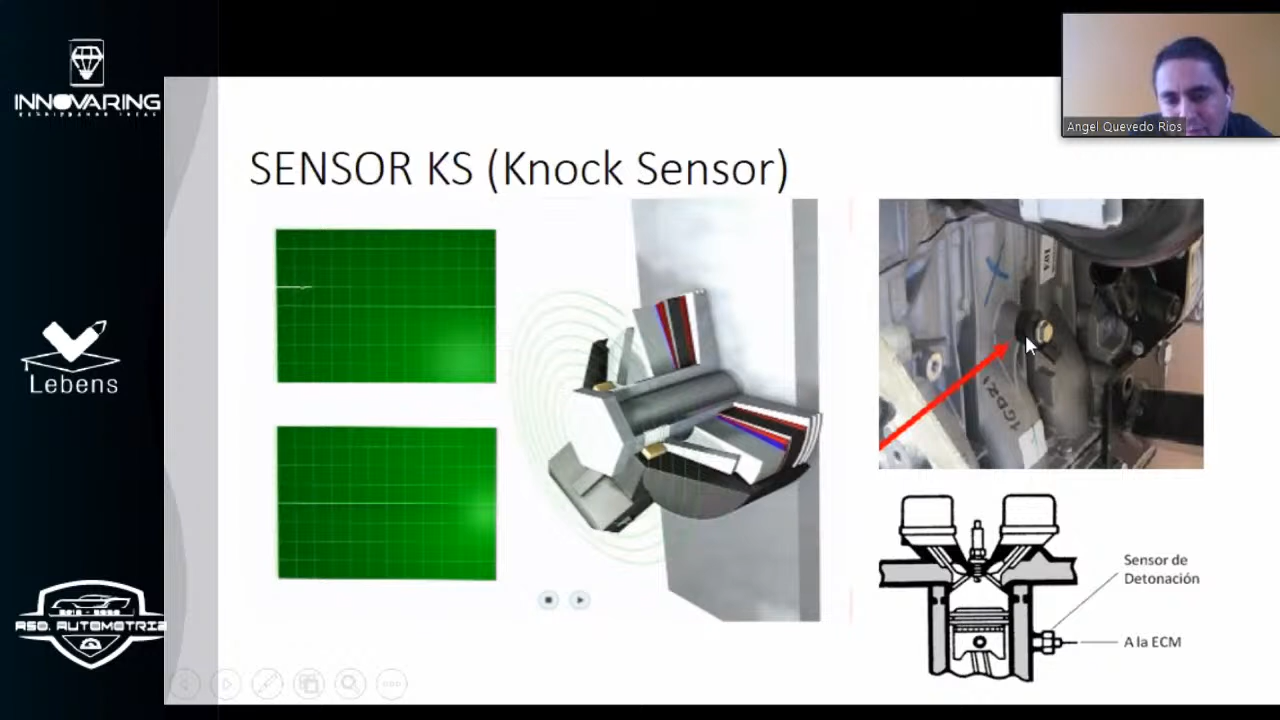 INNOVARING
Angel Quevedo Rios
SENSOR KS (Knock Sensor)
Lebens
ASO. AUTOMOTRIZ
Sensor de
Detonación
A la ECM